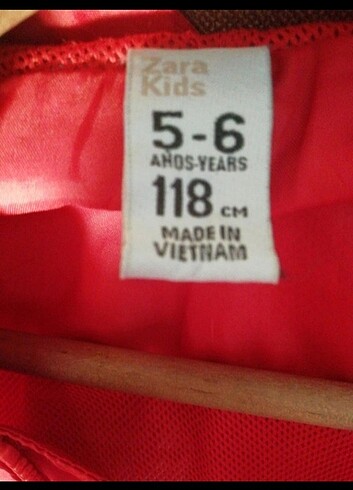 Zara
Kids
5-6
AÑOS-YEARS
118 CM
MADE IN
VIETNAM